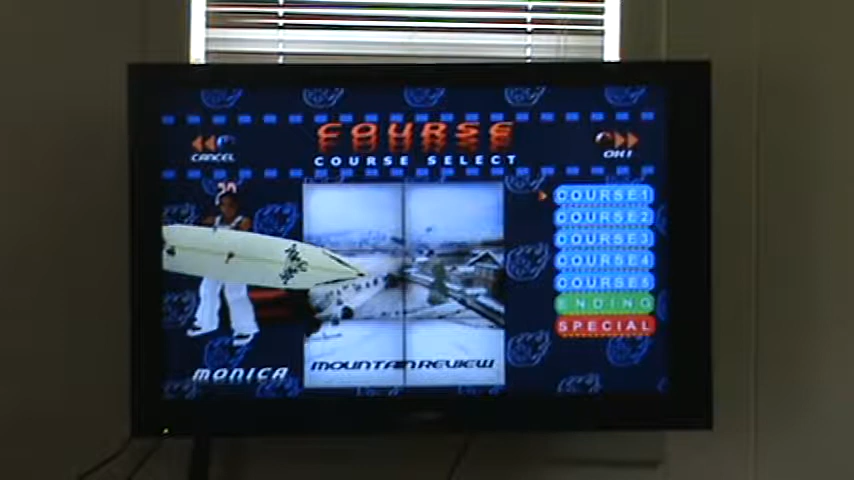 COURSE
CANCEL
COURSE SELECT
OK!
COURSE1
COURSE2
COURSE3
COURSE4
COURSE5
ENDING
SPECIAL
MOUNTAIN REVIEW
MONICA